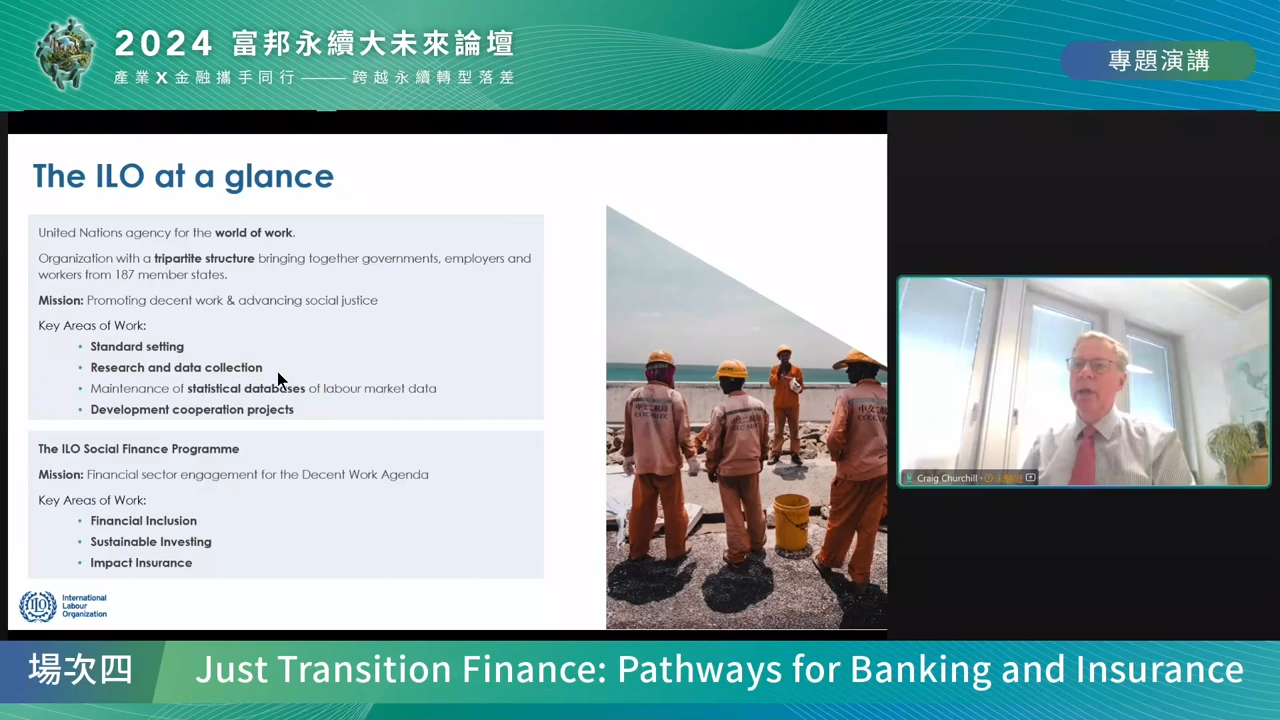 2024 富邦永續大未來論壇
產業X金融攜手同行——跨越永續轉型落差
專題演講
The ILO at a glance
United Nations agency for the world of work.
Organization with a tripartite structure bringing together governments, employers and
workers from 187 member states.
Mission: Promoting decent work & advancing social justice
Key Areas of Work:
• Standard setting
• Research and data collection
• Maintenance of statistical databases of labour market data
• Development cooperation projects
The ILO Social Finance Programme
Mission: Financial sector engagement for the Decent Work Agenda
Key Areas of Work:
• Financial Inclusion
• Sustainable Investing
• Impact Insurance
ILO
International
Labour
Organization
Craig Churchill
場次四
Just Transition Finance: Pathways for Banking and Insurance